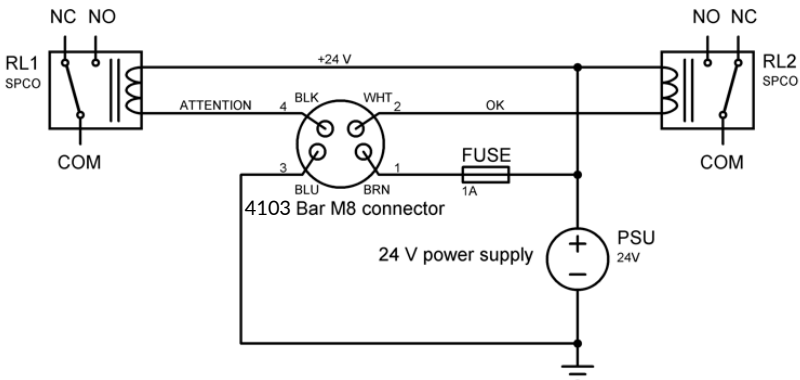 NC NO
NO NC
RL1
SPCO
+24 V
RL2
SPCO
ATTENTION
4
BLK
WHT
2
OK
COM
COM
3
BLU
BRN
1
FUSE
1A
4103 Bar M8 connector
24 V power supply
+
−
PSU
24V